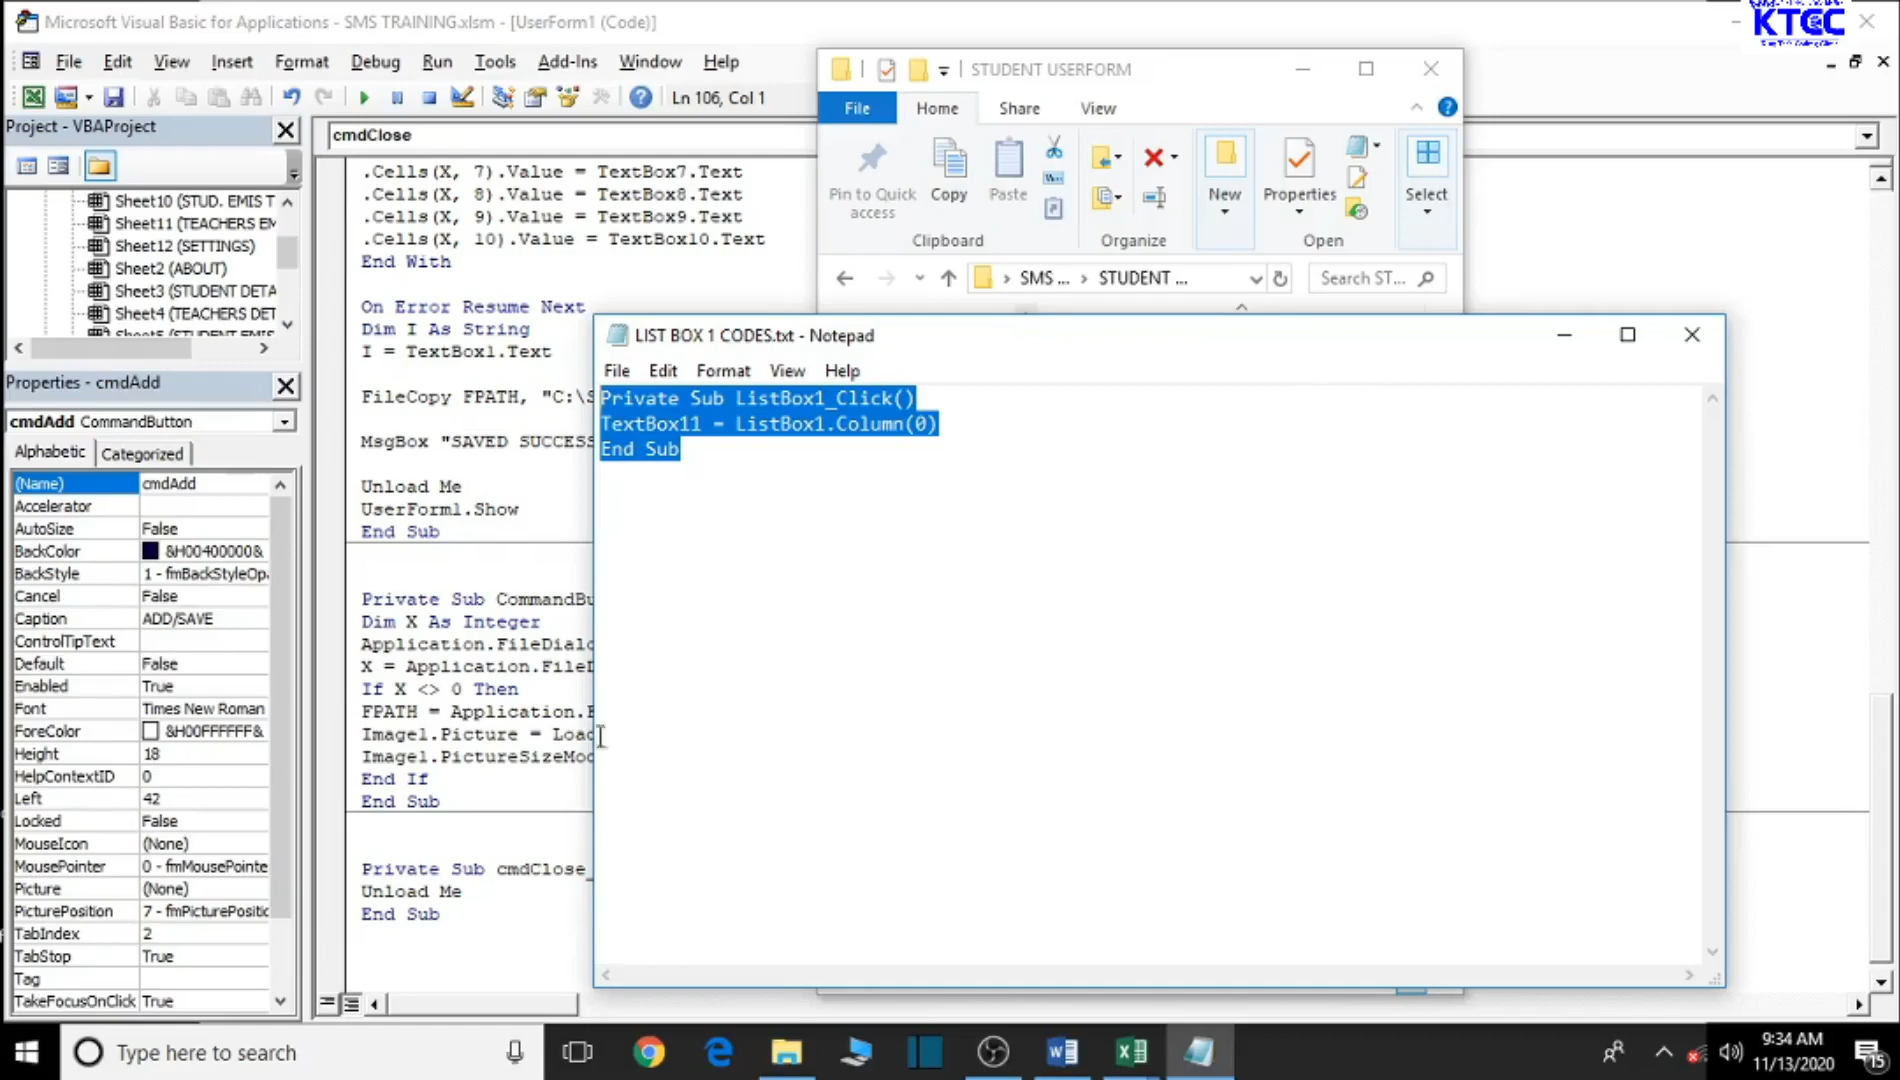 Microsoft Visual Basic for Applications - SMS TRAINING.xlsm - [UserForm1 (Code)]
KTCC
File Edit View Insert Format Debug Run Tools Add-Ins Window Help
Ln 106, Col 1
Project - VBAProject
Sheet10 (STUD. EMIS T
Sheet11 (TEACHERS EM
Sheet12 (SETTINGS)
Sheet2 (ABOUT)
Sheet3 (STUDENT DETA
Sheet4 (TEACHERS DET
Sheet5 (STUDENT EMIS
Properties - cmdAdd
cmdAdd CommandButton
Alphabetic Categorized
(Name) cmdAdd
Accelerator
AutoSize False
BackColor &H00400000&
BackStyle 1 - fmBackStyleOp
Cancel False
Caption ADD/SAVE
ControlTipText
Default False
Enabled True
Font Times New Roman
ForeColor &H00FFFFFF&
Height 18
HelpContextID 0
Left 42
Locked False
MouseIcon (None)
MousePointer 0 - fmMousePointe
Picture (None)
PicturePosition 7 - fmPicturePositic
TabIndex 2
TabStop True
Tag
TakeFocusOnClick True
cmdClose
.Cells(X, 7).Value = TextBox7.Text
.Cells(X, 8).Value = TextBox8.Text
.Cells(X, 9).Value = TextBox9.Text
.Cells(X, 10).Value = TextBox10.Text
End With
On Error Resume Next
Dim I As String
I = TextBox1.Text
FileCopy FPATH, "C:\S
MsgBox "SAVED SUCCESS
Unload Me
UserForm1.Show
End Sub
Private Sub CommandBu
Dim X As Integer
Application.FileDialo
X = Application.FileD
If X <> 0 Then
FPATH = Application.F
Image1.Picture = Load
Image1.PictureSizeMod
End If
End Sub
Private Sub cmdClose_
Unload Me
End Sub
STUDENT USERFORM
File Home Share View
Pin to Quick access
Copy
Paste
New
Properties
Select
Clipboard
Organize
Open
SMS ... STUDENT ...
Search ST...
LIST BOX 1 CODES.txt - Notepad
File Edit Format View Help
Private Sub ListBox1_Click()
TextBox11 = ListBox1.Column(0)
End Sub
Type here to search
9:34 AM
11/13/2020
15